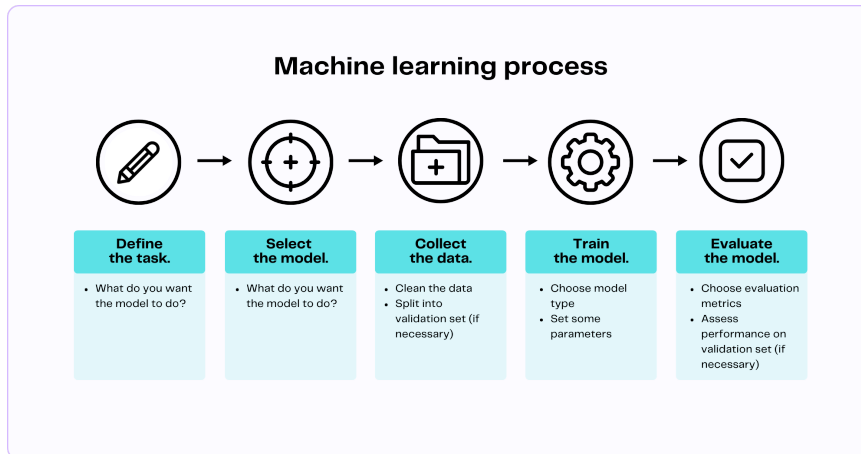 Machine learning process
Define
the task.
• What do you want
the model to do?
Select
the model.
• What do you want
the model to do?
Collect
the data.
• Clean the data
• Split into
validation set (if
necessary)
Train
the model.
• Choose model
type
• Set some
parameters
Evaluate
the model.
• Choose evaluation
metrics
• Assess
performance on
validation set (if
necessary)